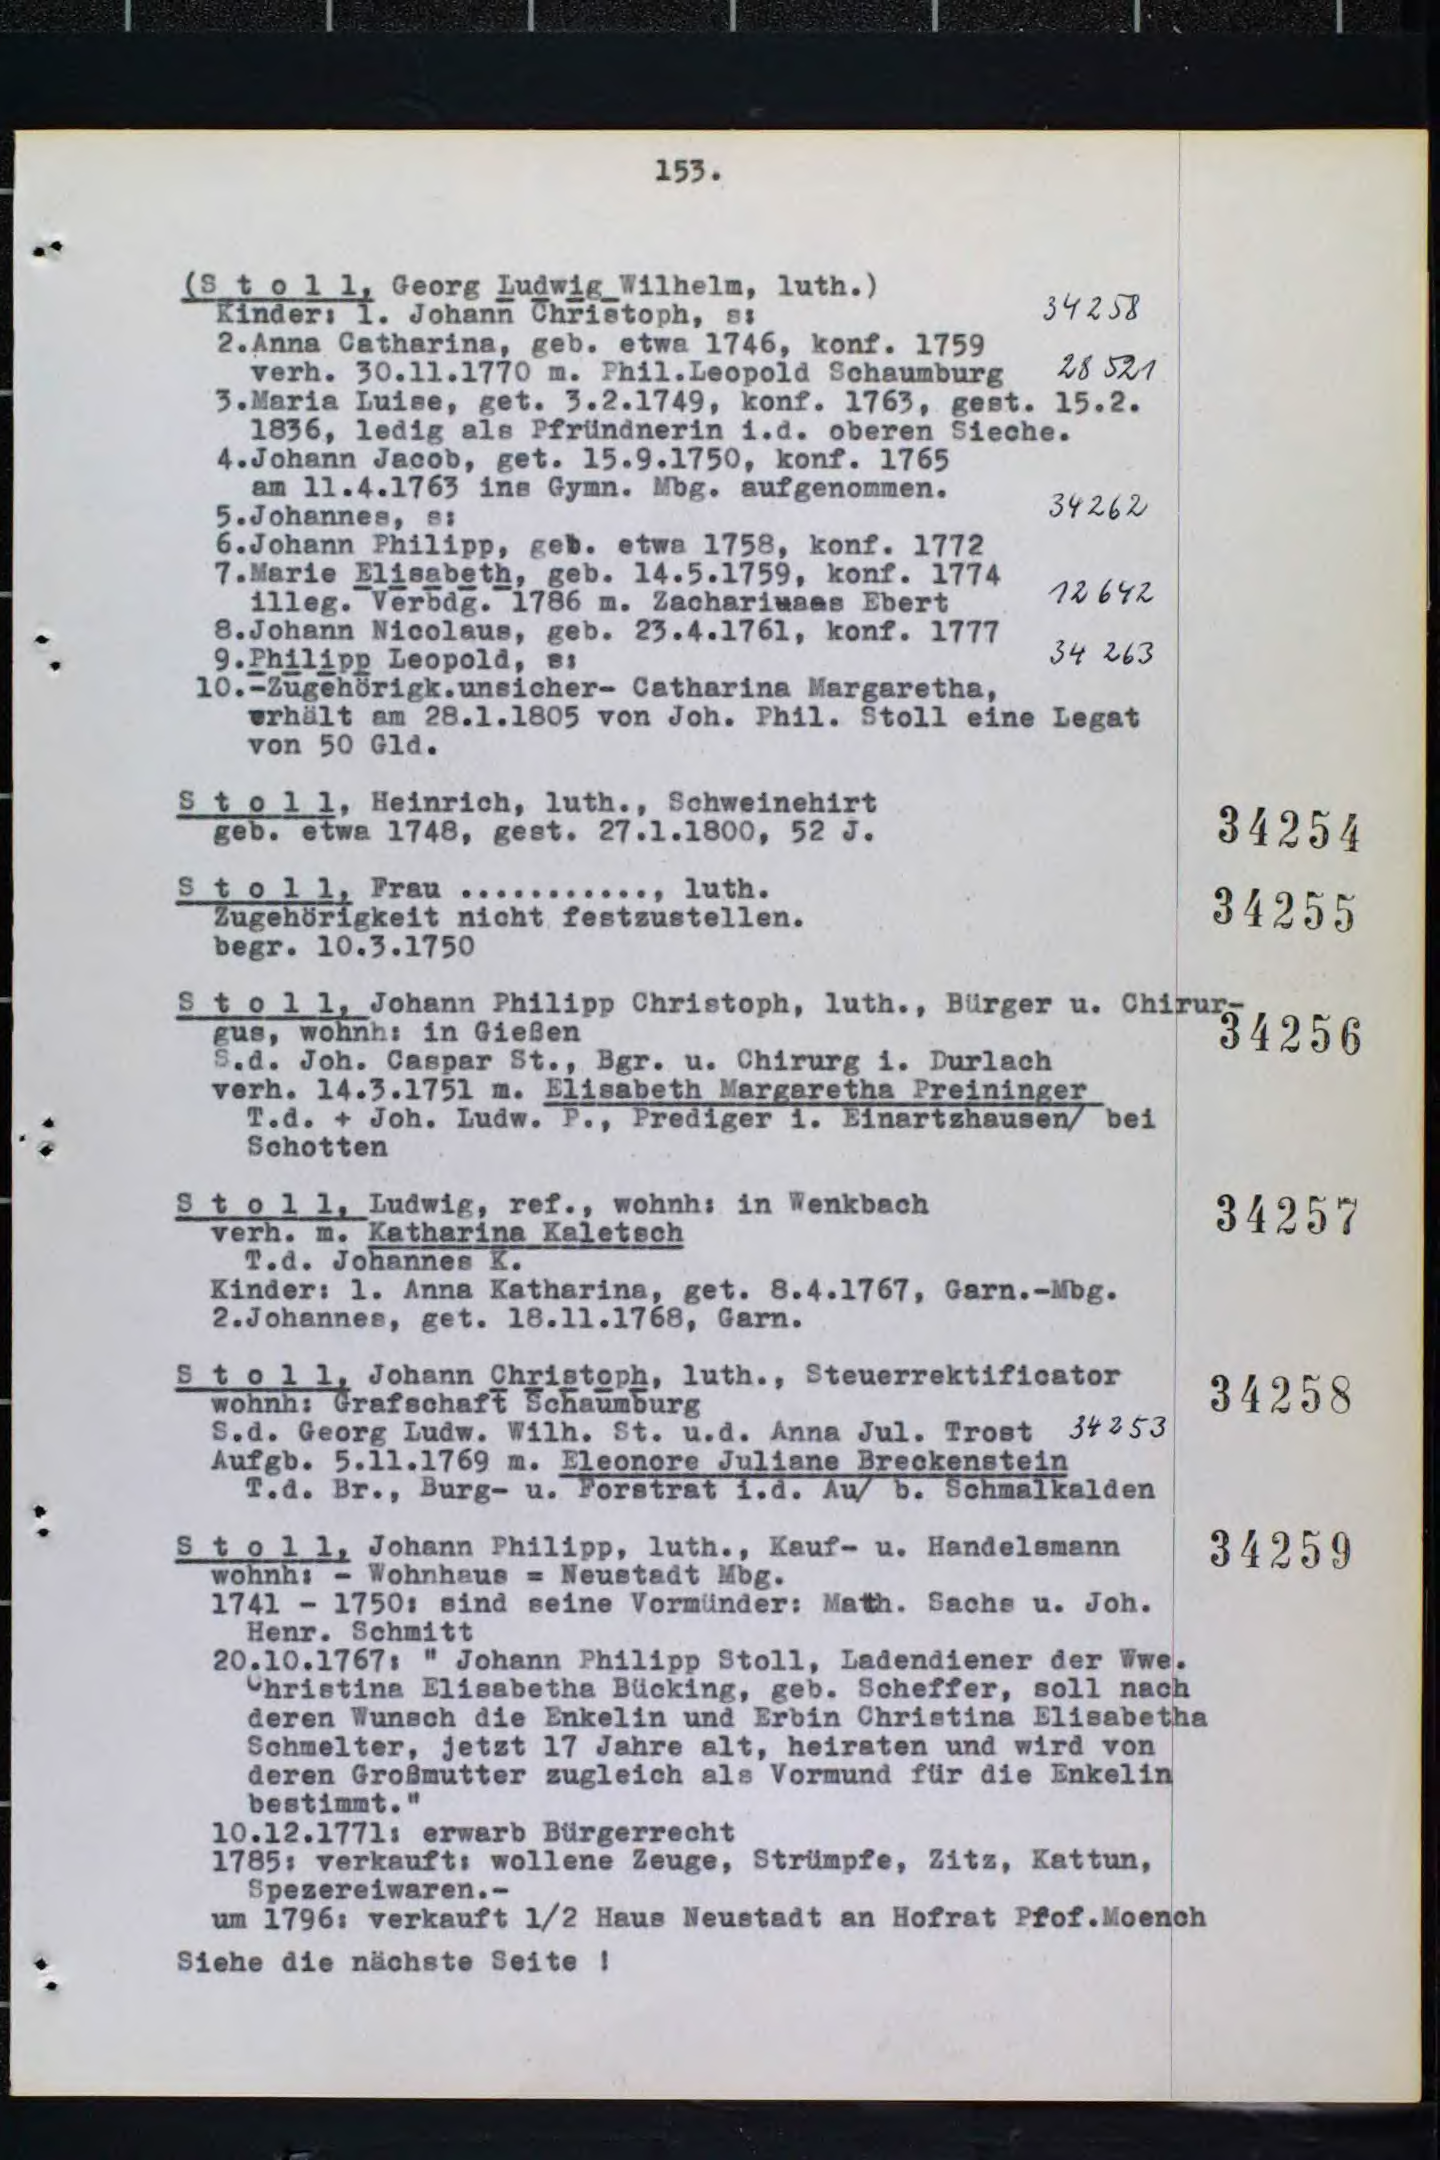 153.
(S t o l l, Georg Ludwig Wilhelm, luth.)
Kinder: 1. Johann Christoph, s: 34258
2.Anna Catharina, geb. etwa 1746, konf. 1759
verh. 30.11.1770 m. Phil.Leopold Schaumburg 28 521
3.Maria Luise, get. 3.2.1749, konf. 1763, gest. 15.2.
1836, ledig als Pfründnerin i.d. oberen Sieche.
4.Johann Jacob, get. 15.9.1750, konf. 1765
am 11.4.1763 ins Gymn. Mbg. aufgenommen.
5.Johannes, s: 34262
6.Johann Philipp, geb. etwa 1758, konf. 1772
7.Marie Elisabeth, geb. 14.5.1759, konf. 1774
illeg. Verbdg. 1786 m. Ebert 12642
8.Johann Nicolaus, geb. 23.4.1761, konf. 1777
9.Philipp Leopold, s: 34 263
10.-Zugehörigk.unsicher- Catharina Margaretha,
erhält am 28.1.1805 von Joh. Phil. Stoll eine Legat
von 50 Gld.
S t o l l, Heinrich, luth., Schweinehirt
geb. etwa 1748, gest. 27.1.1800, 52 J. 34254
S t o l l, Frau ..........., luth.
Zugehörigkeit nicht festzustellen. 34255
begr. 10.3.1750
S t o l l, Johann Philipp Christoph, luth., Bürger u. Chirur-
gus, wohnh: in Gießen 34256
S.d. Joh. Caspar St., Bgr. u. Chirurg i. Durlach
verh. 14.3.1751 m. Elisabeth Margaretha Preininger
T.d. + Joh. Ludw. P., Prediger i. Einartzhausen/ bei
Schotten
S t o l l, Ludwig, ref., wohnh: in Wenkbach 34257
verh. m. Katharina Kaletsch
T.d. Johannes K.
Kinder: 1. Anna Katharina, get. 8.4.1767, Garn.-Mbg.
2.Johannes, get. 18.11.1768, Garn.
S t o l l, Johann Christoph, luth., Steuerrektificator
wohnh: Grafschaft Schaumburg 34258
S.d. Georg Ludw. Wilh. St. u.d. Anna Jul. Trost 34253
Aufgb. 5.11.1769 m. Eleonore Juliane Breckenstein
T.d. Br., Burg- u. Forstrat i.d. Au/ b. Schmalkalden
S t o l l, Johann Philipp, luth., Kauf- u. Handelsmann 34259
wohnh: - Wohnhaus = Neustadt Mbg.
1741 - 1750: sind seine Vormünder: Math. Sachs u. Joh.
Henr. Schmitt
20.10.1767: " Johann Philipp Stoll, Ladendiener der Wwe.
Christina Elisabetha Bücking, geb. Scheffer, soll nach
deren Wunsch die Enkelin und Erbin Christina Elisabetha
Schmelter, jetzt 17 Jahre alt, heiraten und wird von
deren Großmutter zugleich als Vormund für die Enkelin
bestimmt."
10.12.1771: erwarb Bürgerrecht
1785: verkauft: wollene Zeuge, Strümpfe, Zitz, Kattun,
Spezereiwaren.-
um 1796: verkauft 1/2 Haus Neustadt an Hofrat Prof.Moench
Siehe die nächste Seite !